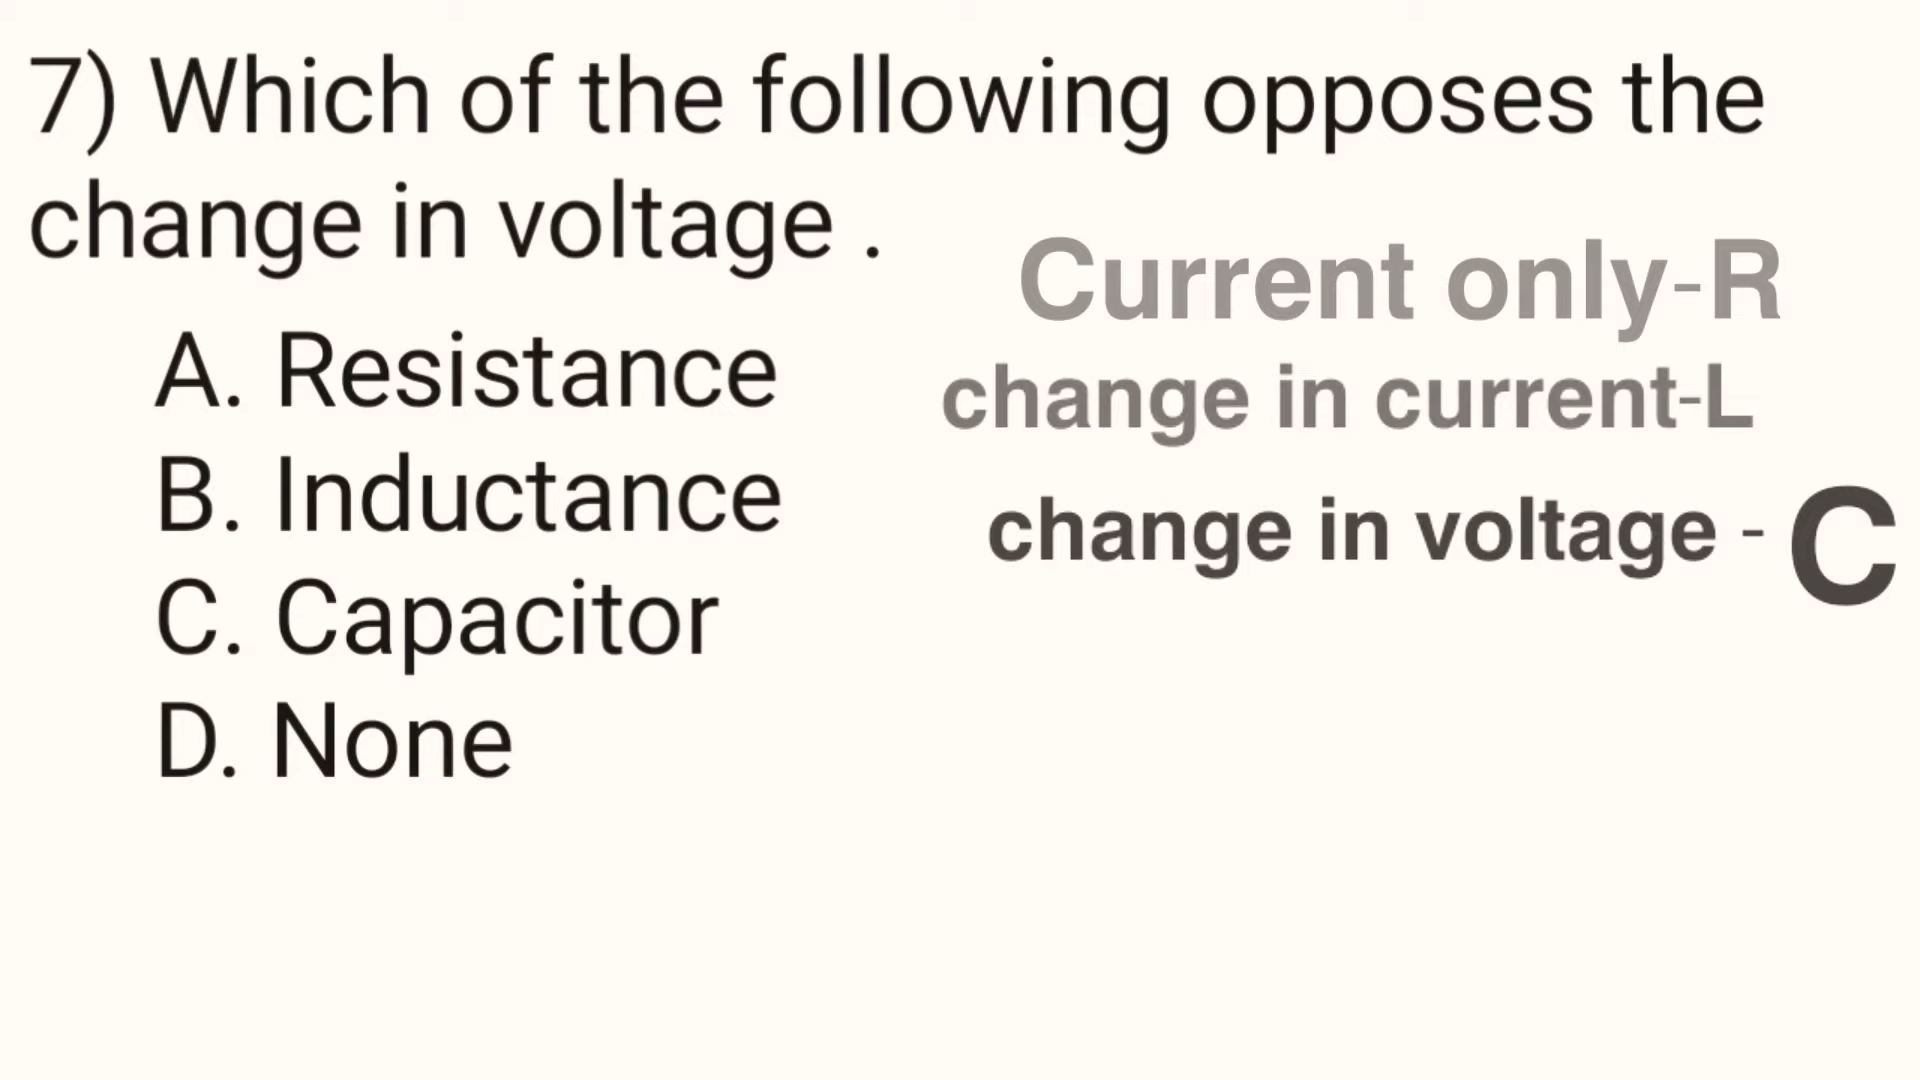 7) Which of the following opposes the
change in voltage .
A. Resistance
B. Inductance
C. Capacitor
D. None
Current only-R
change in current-L
change in voltage - C